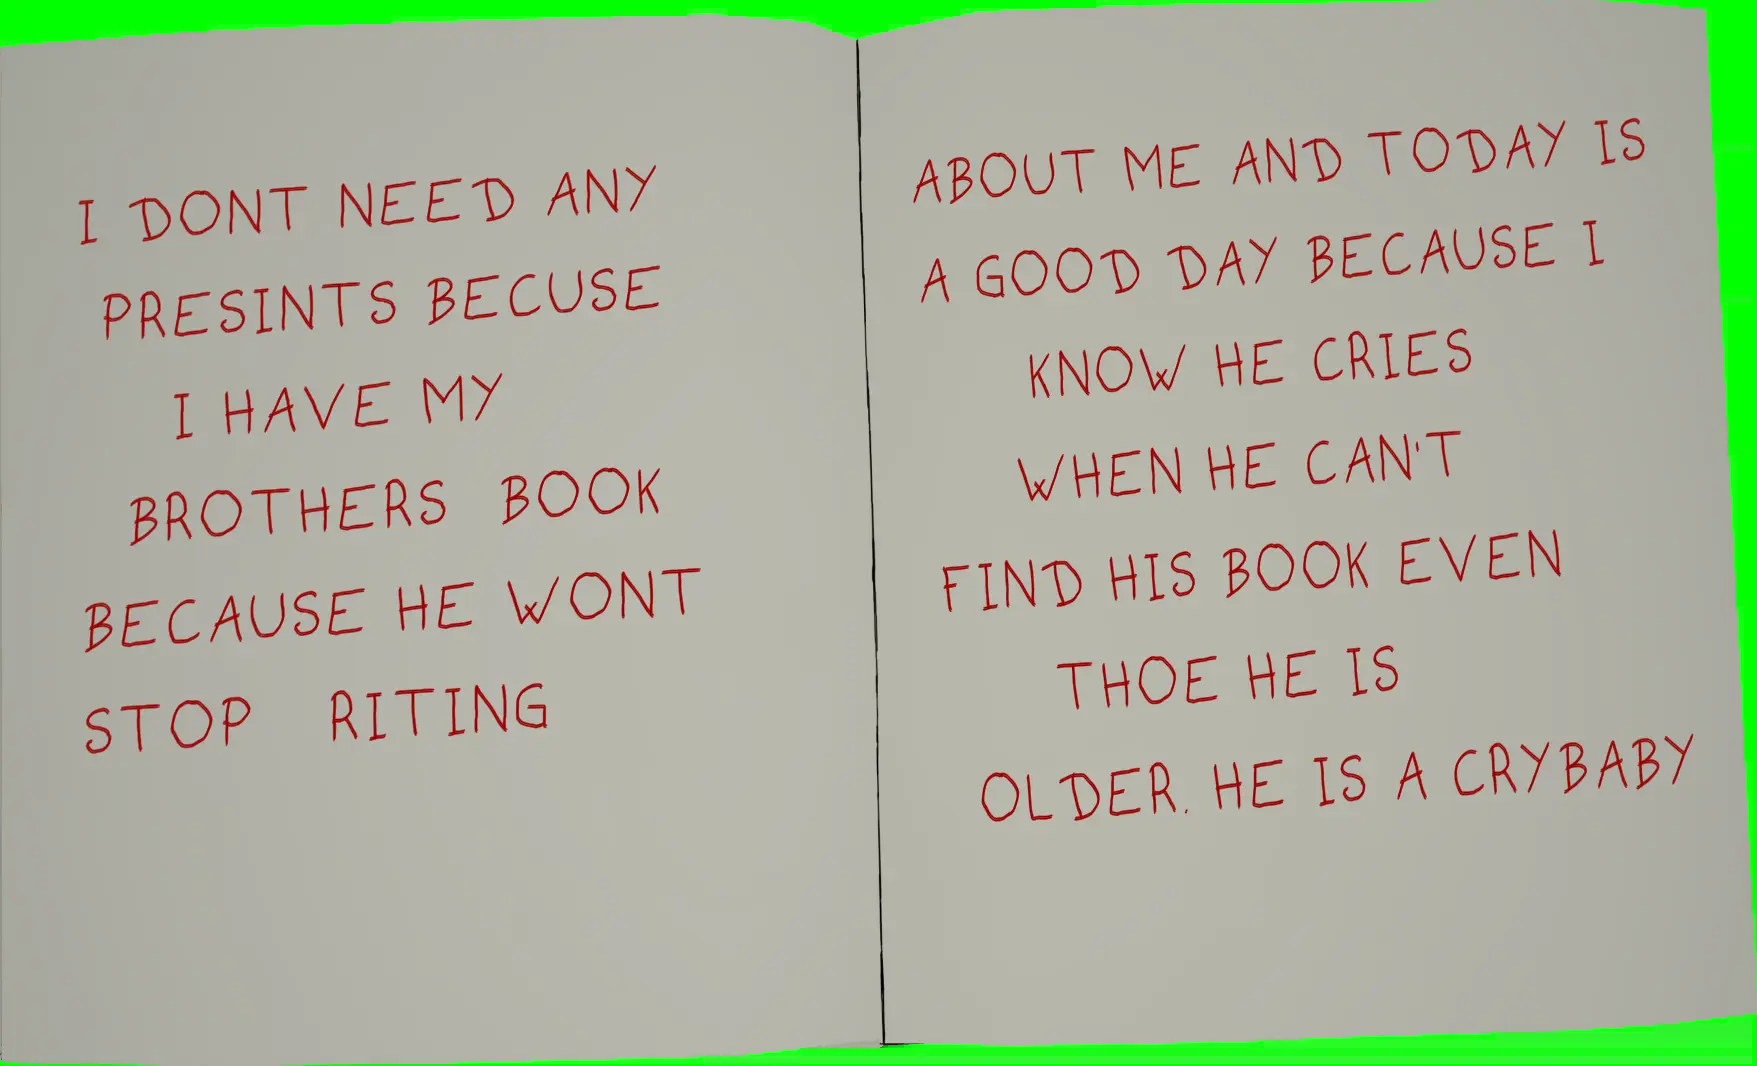 I DONT NEED ANY
PRESINTS BECUSE
I HAVE MY
BROTHERS BOOK
BECAUSE HE WONT
STOP RITING
ABOUT ME AND TODAY IS
A GOOD DAY BECAUSE I
KNOW HE CRIES
WHEN HE CAN'T
FIND HIS BOOK EVEN
THOE HE IS
OLDER. HE IS A CRYBABY